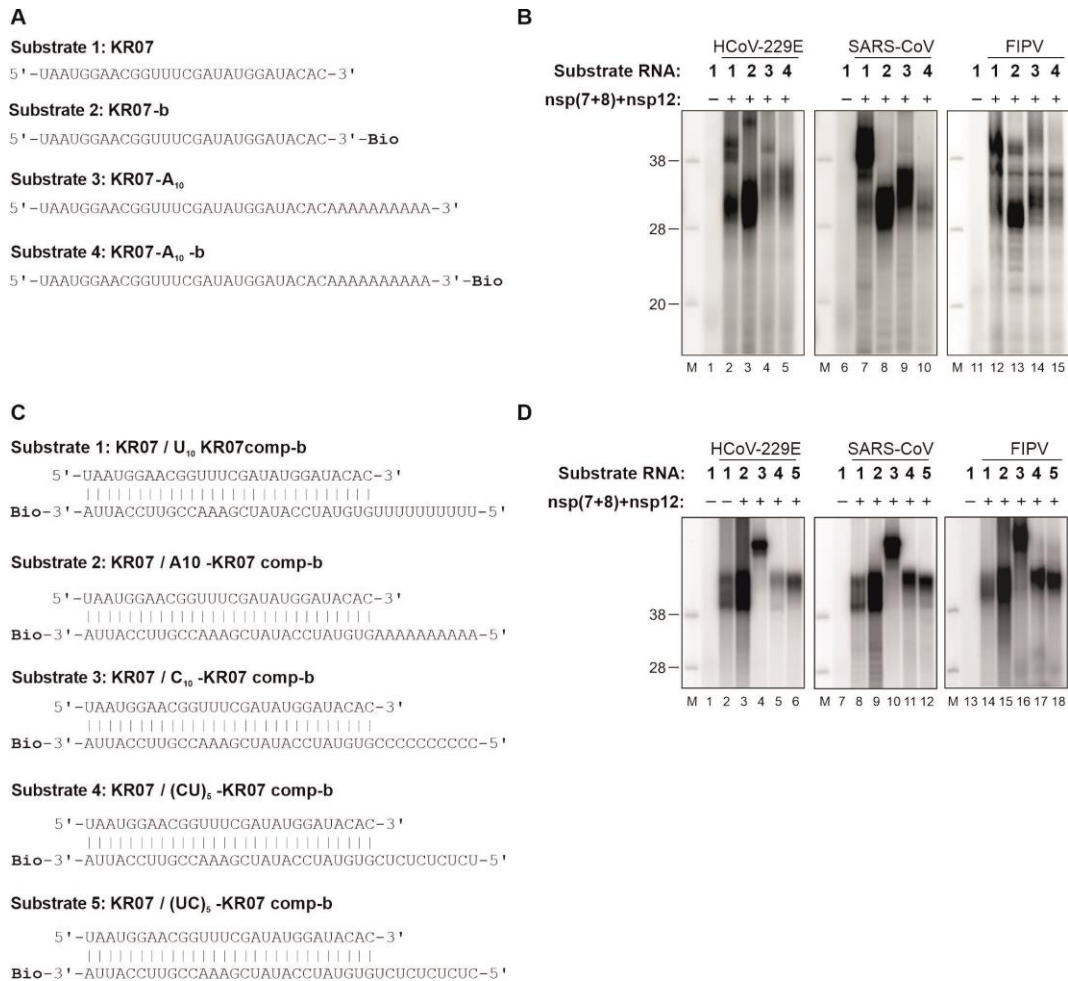 A
Substrate 1: KR07
5'-UAAUGGAACGGUUUCGAUAUGGAUACAC-3'
Substrate 2: KR07-b
5'-UAAUGGAACGGUUUCGAUAUGGAUACAC-3'-Bio
Substrate 3: KR07-A₁₀
5'-UAAUGGAACGGUUUCGAUAUGGAUACACAAAAAAAAAA-3'
Substrate 4: KR07-A₁₀ -b
5'-UAAUGGAACGGUUUCGAUAUGGAUACACAAAAAAAAAA-3'-Bio
B
HCoV-229E SARS-CoV FIPV
Substrate RNA: 1 1 2 3 4 1 1 2 3 4 1 1 2 3 4
nsp(7+8)+nsp12: – + + + + – + + + + – + + + +
38
28
20
M 1 2 3 4 5 M 6 7 8 9 10 M 11 12 13 14 15
C
Substrate 1: KR07 / U₁₀ KR07comp-b
5'-UAAUGGAACGGUUUCGAUAUGGAUACAC-3'
Bio-3'-AUUACCUUGCCAAAGCUAUACCUAUGUGUUUUUUUUUU-5'
Substrate 2: KR07 / A10 -KR07 comp-b
5'-UAAUGGAACGGUUUCGAUAUGGAUACAC-3'
Bio-3'-AUUACCUUGCCAAAGCUAUACCUAUGUGAAAAAAAAAA-5'
Substrate 3: KR07 / C₁₀ -KR07 comp-b
5'-UAAUGGAACGGUUUCGAUAUGGAUACAC-3'
Bio-3'-AUUACCUUGCCAAAGCUAUACCUAUGUGCCCCCCCCCC-5'
Substrate 4: KR07 / (CU)₅ -KR07 comp-b
5'-UAAUGGAACGGUUUCGAUAUGGAUACAC-3'
Bio-3'-AUUACCUUGCCAAAGCUAUACCUAUGUGCUCUCUCUCU-5'
Substrate 5: KR07 / (UC)₅ -KR07 comp-b
5'-UAAUGGAACGGUUUCGAUAUGGAUACAC-3'
Bio-3'-AUUACCUUGCCAAAGCUAUACCUAUGUGUCUCUCUCUC-5'
D
HCoV-229E SARS-CoV FIPV
Substrate RNA: 1 1 2 3 4 5 1 1 2 3 4 5 1 1 2 3 4 5
nsp(7+8)+nsp12: – – + + + + – + + + + + – + + + + +
38
28
M 1 2 3 4 5 6 M 7 8 9 10 11 12 M 13 14 15 16 17 18